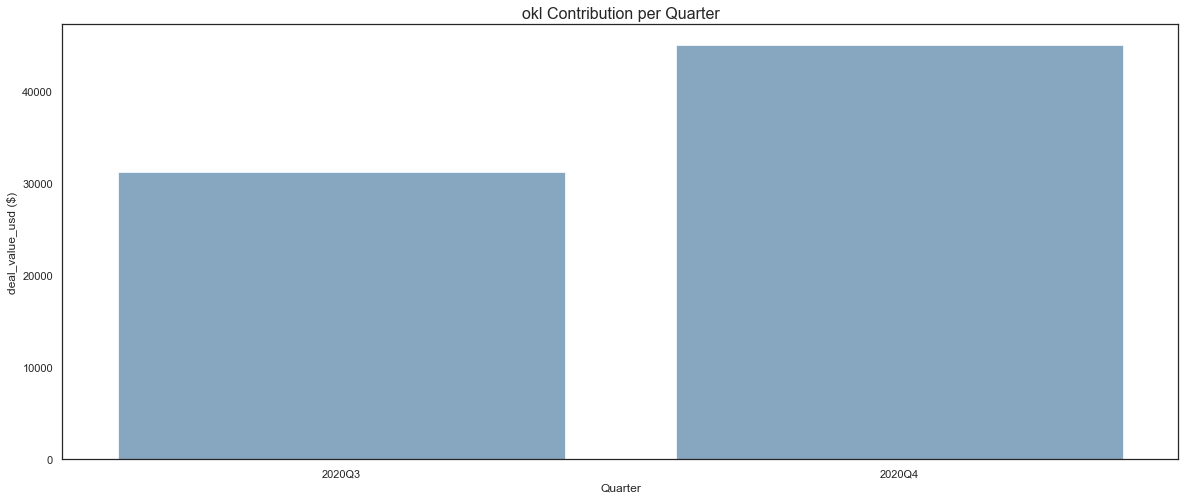 okl Contribution per Quarter
deal_value_usd ($)
40000
30000
20000
10000
0
2020Q3
2020Q4
Quarter